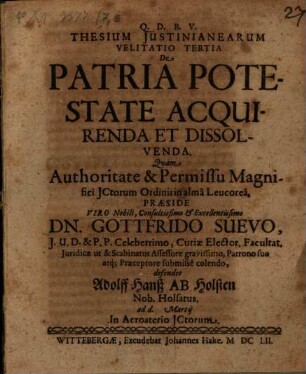 27
Q. D. B. V.
THESIUM JUSTINIANEARUM
VELITATIO TERTIA
De
PATRIA POTE-
STATE ACQUI-
RENDA ET DISSOL-
VENDA.
Quam
Authoritate & Permissu Magni-
fici JCtorum Ordinis in almâ Leucoreâ,
PRÆSIDE
VIRO Nobili, Consultissimo & Excellentissimo
DN. GOTTFRIDO SUEVO,
J. U. D. & P. P. Celeberrimo, Curiæ Elector. Facultat.
Juridicæ ut & Scabinatus Assessore gravissimo, Patrono suo
atq; Præceptore submissè colendo,
defendet
Adolff Hanß AB Holsten
Nob. Holsatus.
ad d. Martij
In Acroaterio JCtorum.
WITTEBERGÆ, Excudebat Johannes Hake. M DC LII.